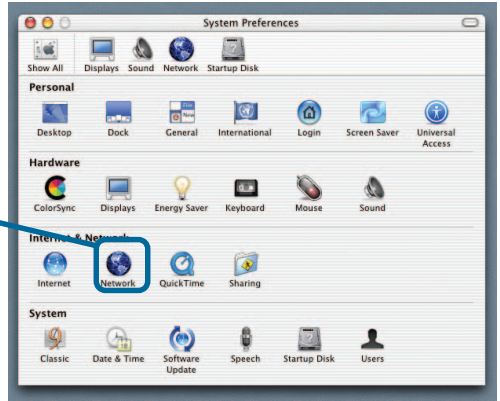 System Preferences
Show All Displays Sound Network Startup Disk
Personal
Desktop Dock General International Login Screen Saver Universal Access
Hardware
ColorSync Displays Energy Saver Keyboard Mouse Sound
Internet & Network
Internet Network QuickTime Sharing
System
Classic Date & Time Software Update Speech Startup Disk Users